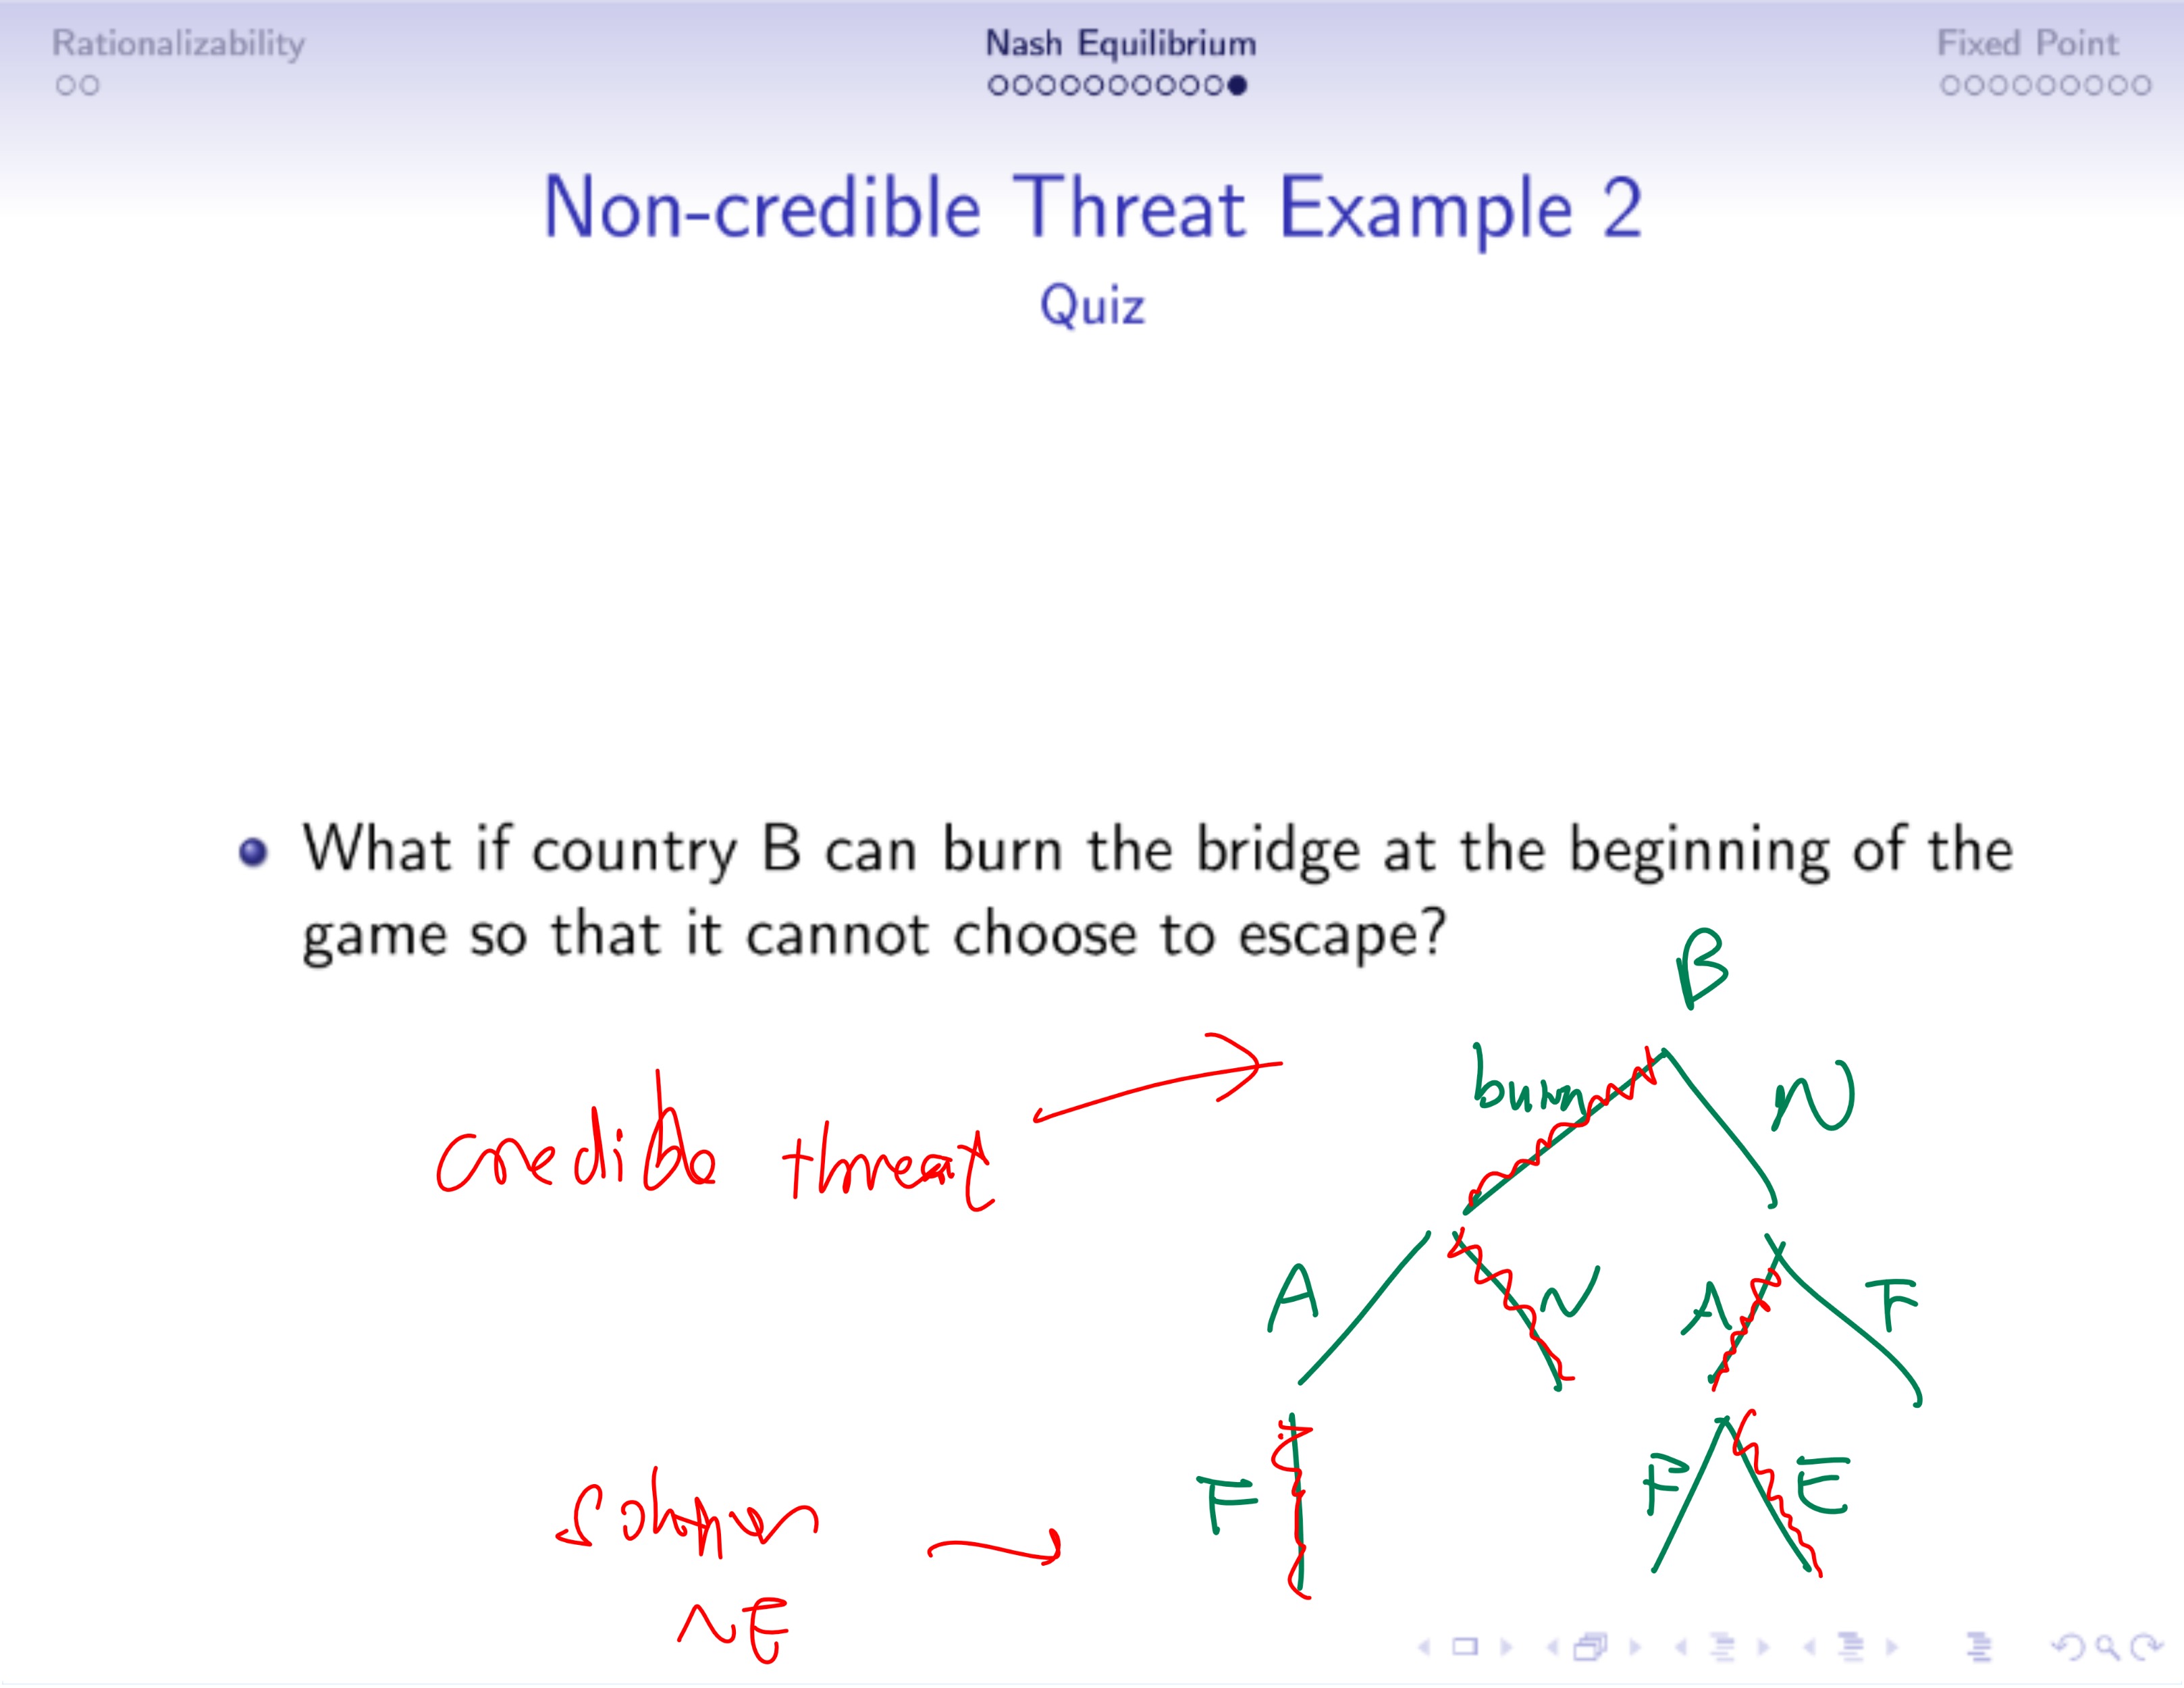 Rationalizability
Nash Equilibrium
Fixed Point
Non-credible Threat Example 2
Quiz
What if country B can burn the bridge at the beginning of the
game so that it cannot choose to escape?
B
burn
N
credible threat
A
N
A
F
F
F
E
NE